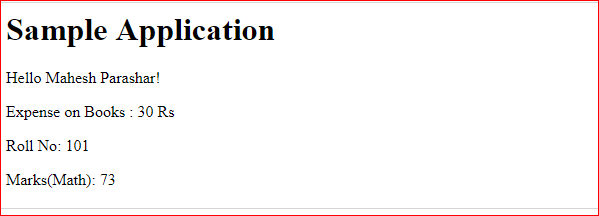 Sample Application
Hello Mahesh Parashar!
Expense on Books : 30 Rs
Roll No: 101
Marks(Math): 73